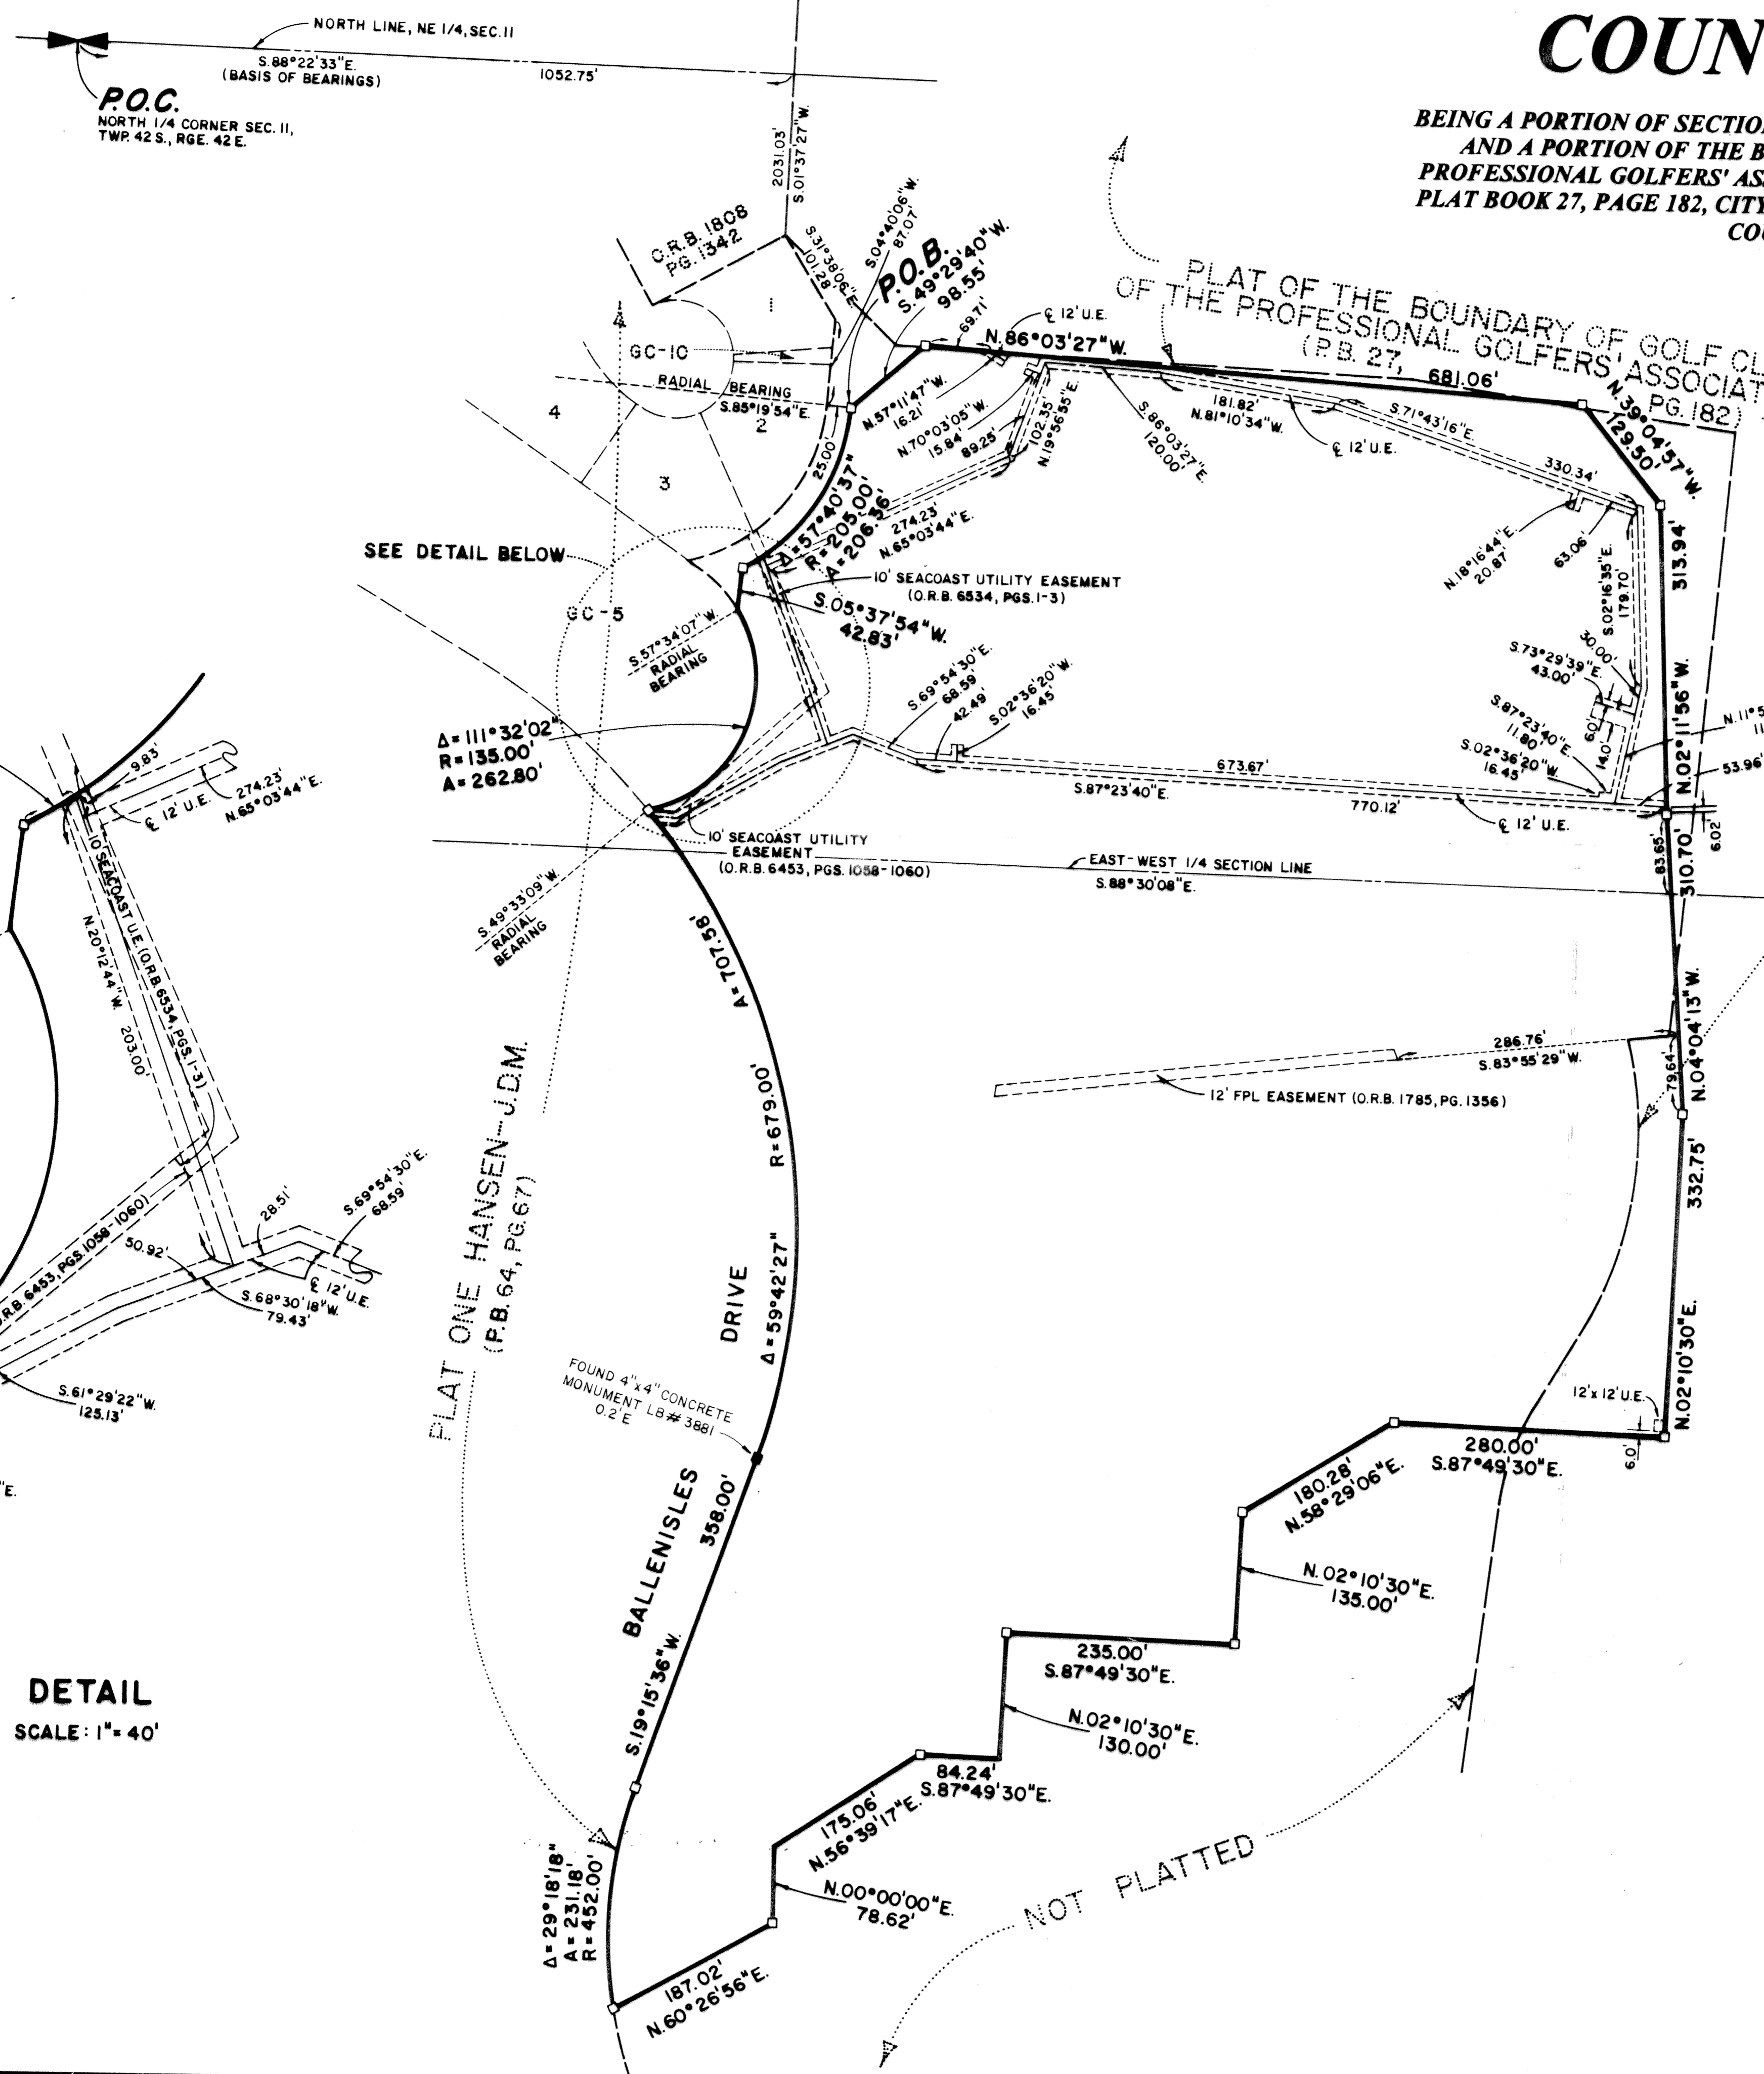 COUN
BEING A PORTION OF SECTIO
AND A PORTION OF THE B
PROFESSIONAL GOLFERS' AS
PLAT BOOK 27, PAGE 182, CITY
COU
NORTH LINE, NE 1/4, SEC. 11
S.88°22'33"E.
(BASIS OF BEARINGS)
1052.75'
P.O.C.
NORTH 1/4 CORNER SEC. 11,
TWP. 42 S., RGE. 42 E.
2031.03'
S.01°37'27"W.
O.R.B. 1808
PG. 1342
S.31°38'06"E.
101.28'
S.04°40'06"W.
87.07'
P.O.B.
S.49°29'40"W.
98.55'
69.71'
℄ 12' U.E.
N.86°03'27"W.
681.06'
PLAT OF THE BOUNDARY OF GOLF CL
OF THE PROFESSIONAL GOLFERS' ASSOCIAT
(P.B. 27, PG. 182)
N.39°04'57"W.
129.50'
1
GC-10
RADIAL BEARING
S.85°19'54"E.
2
3
4
25.00'
N.57°11'47"W.
16.21'
N.70°03'05"W.
15.84'
89.25'
102.35'
N.19°56'55"E.
S.86°03'27"E.
120.00'
181.82'
N.81°10'34"W.
℄ 12' U.E.
S.71°43'16"E.
330.34'
N.18°16'44"E.
20.87'
63.06'
S.02°16'35"E.
179.70'
313.94'
Δ=57°40'37"
R=205.00'
A=206.36'
274.23'
N.65°03'44"E.
SEE DETAIL BELOW
GC-5
10' SEACOAST UTILITY EASEMENT
(O.R.B. 6534, PGS. 1-3)
S.05°37'54"W.
42.83'
S.57°34'07"W.
RADIAL
BEARING
S.69°54'30"E.
68.59'
42.49'
S.02°36'20"W.
16.45'
30.00'
S.73°29'39"E.
43.00'
6.0'
14.0'
S.87°23'40"E.
11.80'
S.02°36'20"W.
16.45'
N.02°11'56"W.
N.11°5
11
53.96'
Δ=111°32'02"
R=135.00'
A=262.80'
673.67'
S.87°23'40"E.
770.12'
℄ 12' U.E.
6.02
83.65'
310.70'
10' SEACOAST UTILITY
EASEMENT
(O.R.B. 6453, PGS. 1058-1060)
EAST-WEST 1/4 SECTION LINE
S.88°30'08"E.
S.49°33'09"W.
RADIAL
BEARING
A=707.58'
R=679.00'
Δ=59°42'27"
286.76'
S.83°55'29"W.
12' FPL EASEMENT (O.R.B. 1785, PG. 1356)
79.64'
N.04°04'13"W.
332.75'
N.02°10'30"E.
9.83'
274.23'
N.65°03'44"E.
℄ 12' U.E.
10' SEACOAST U.E. (O.R.B. 6534, PGS. 1-3)
N.20°12'44"W.
203.00'
S.69°54'30"E.
68.59'
28.51'
50.92'
℄ 12' U.E.
S.68°30'18"W.
79.43'
.R.B. 6453, PGS. 1058-1060)
S.61°29'22"W.
125.13'
"E.
DETAIL
SCALE: 1"=40'
PLAT ONE HANSEN-J.D.M.
(P.B. 64, PG. 67)
FOUND 4"x4" CONCRETE
MONUMENT LB#3881
0.2'E
BALLENISLES DRIVE
358.00'
S.19°15'36"W.
Δ=29°18'18"
A=231.18'
R=452.00'
12'x12' U.E.
6.0'
280.00'
S.87°49'30"E.
180.28'
N.58°29'06"E.
N.02°10'30"E.
135.00'
235.00'
S.87°49'30"E.
N.02°10'30"E.
130.00'
84.24'
S.87°49'30"E.
175.06'
N.56°39'17"E.
N.00°00'00"E.
78.62'
187.02'
N.60°26'56"E.
NOT PLATTED